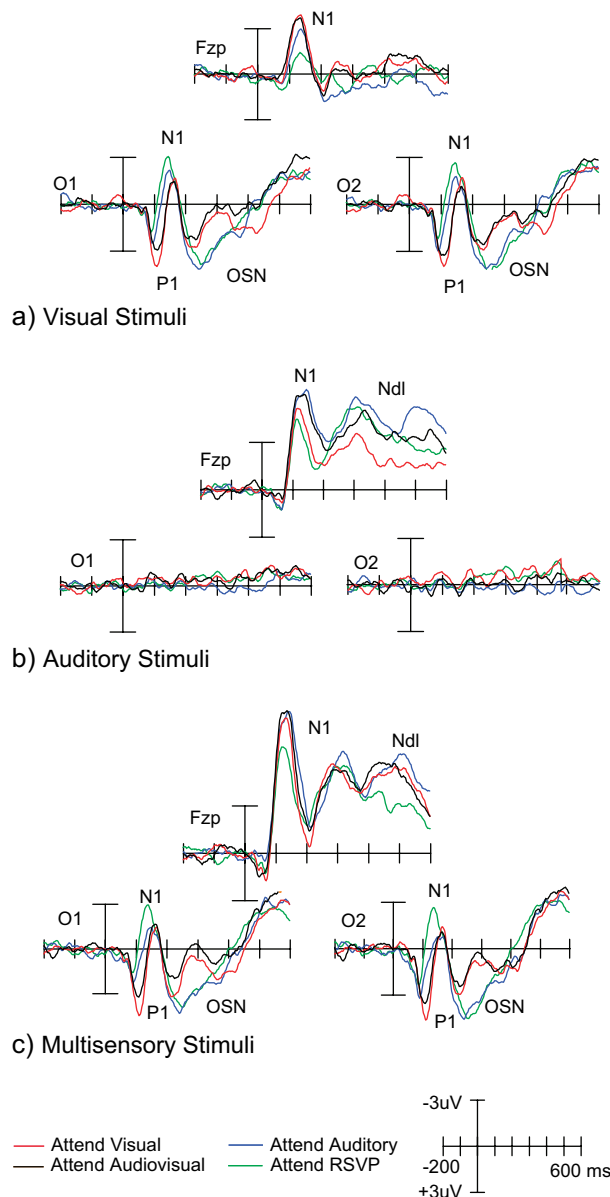 N1
Fzp
N1
N1
O1
O2
OSN
OSN
P1
P1
a) Visual Stimuli
N1
Ndl
Fzp
O1
O2
b) Auditory Stimuli
N1
Ndl
Fzp
N1
N1
O1
O2
P1
OSN
P1
OSN
c) Multisensory Stimuli
-3uV
Attend Visual
Attend Auditory
Attend Audiovisual
Attend RSVP
-200
600 ms
+3uV